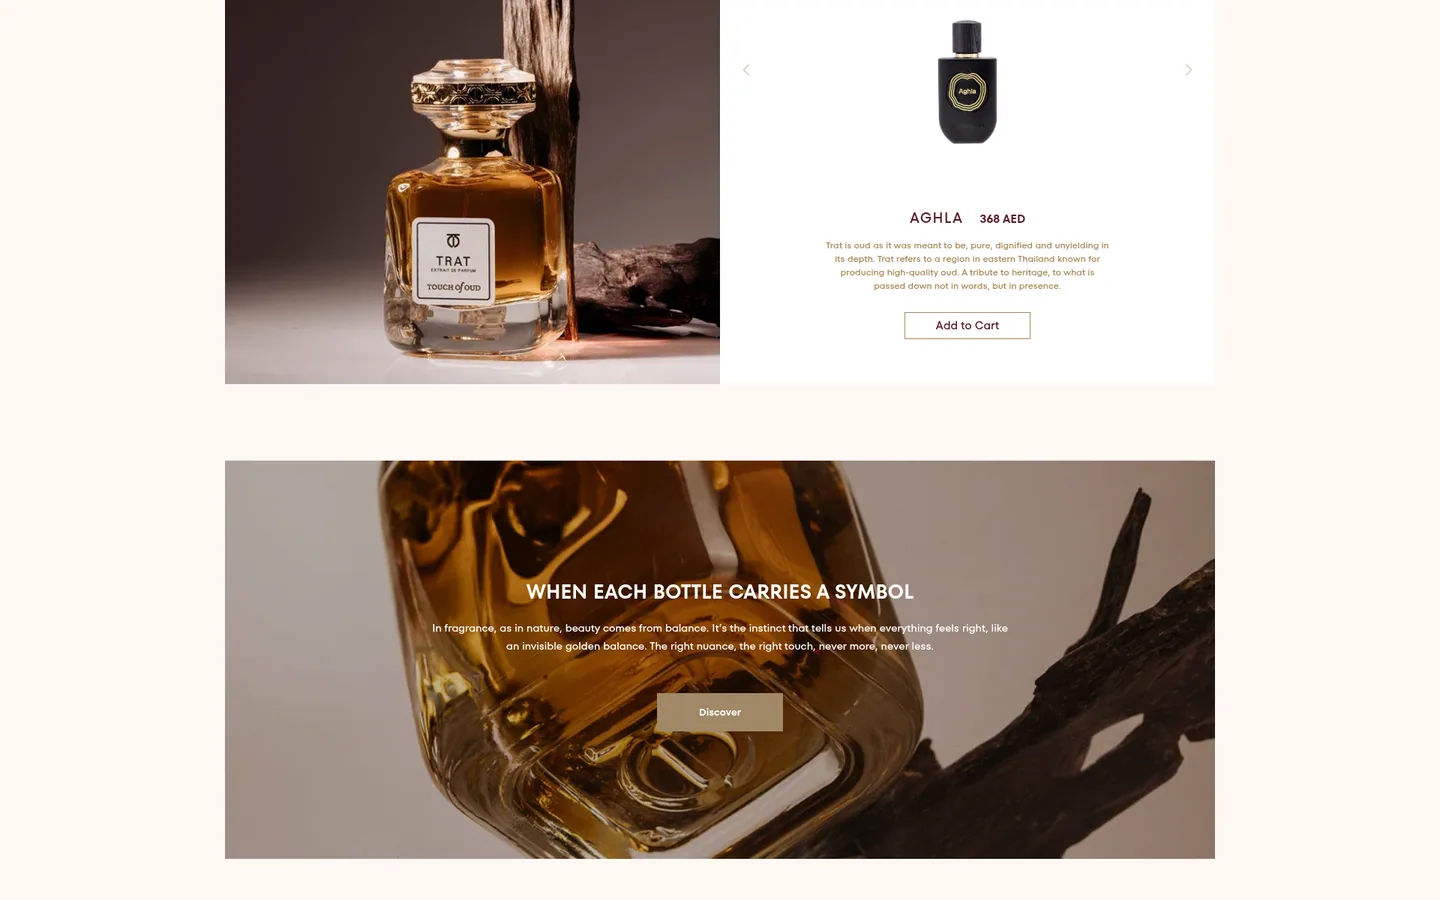 TRAT
EXTRAIT DE PARFUM
TOUCH of OUD
Aghla
AGHLA 368 AED
Trat is oud as it was meant to be, pure, dignified and unyielding in
its depth. Trat refers to a region in eastern Thailand known for
producing high-quality oud. A tribute to heritage, to what is
passed down not in words, but in presence.
Add to Cart
WHEN EACH BOTTLE CARRIES A SYMBOL
In fragrance, as in nature, beauty comes from balance. It’s the instinct that tells us when everything feels right, like
an invisible golden balance. The right nuance, the right touch, never more, never less.
Discover